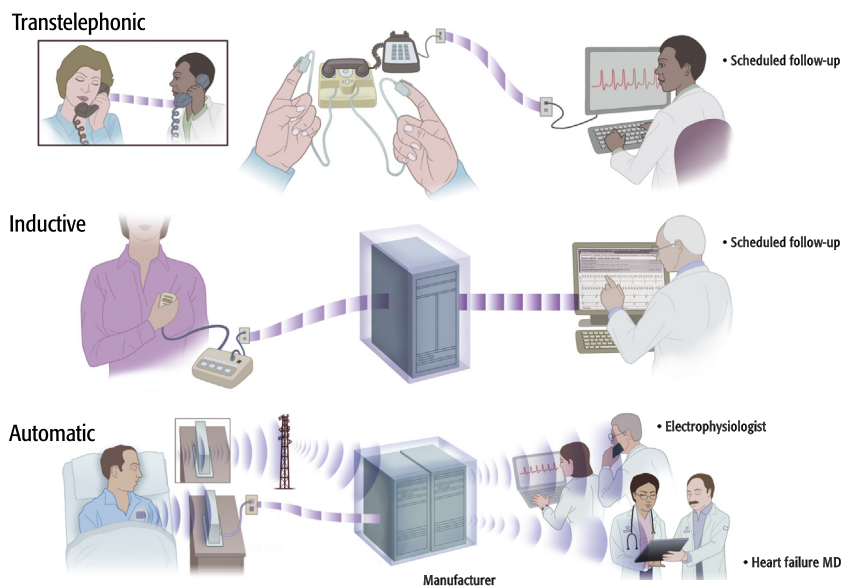 Transtelephonic
• Scheduled follow-up
Inductive
• Scheduled follow-up
Automatic
• Electrophysiologist
• Heart failure MD
Manufacturer